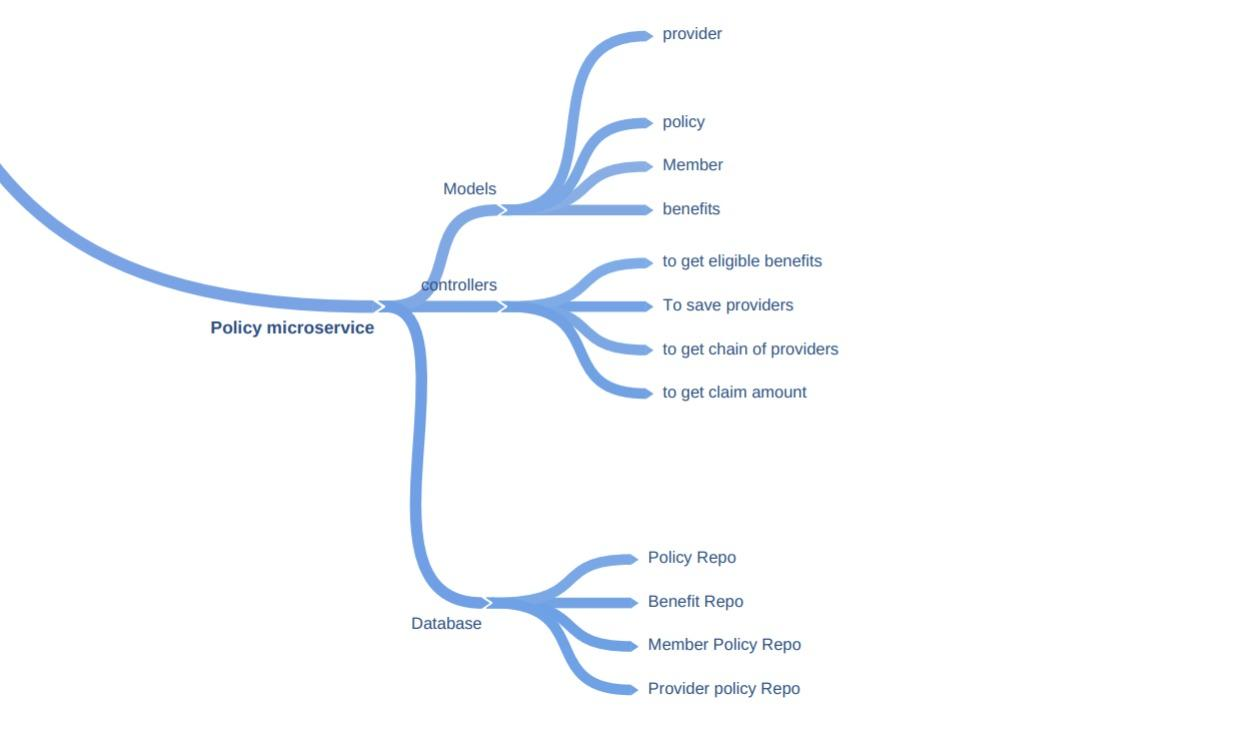 provider
policy
Member
benefits
Models
to get eligible benefits
To save providers
to get chain of providers
to get claim amount
controllers
Policy microservice
Policy Repo
Benefit Repo
Member Policy Repo
Provider policy Repo
Database